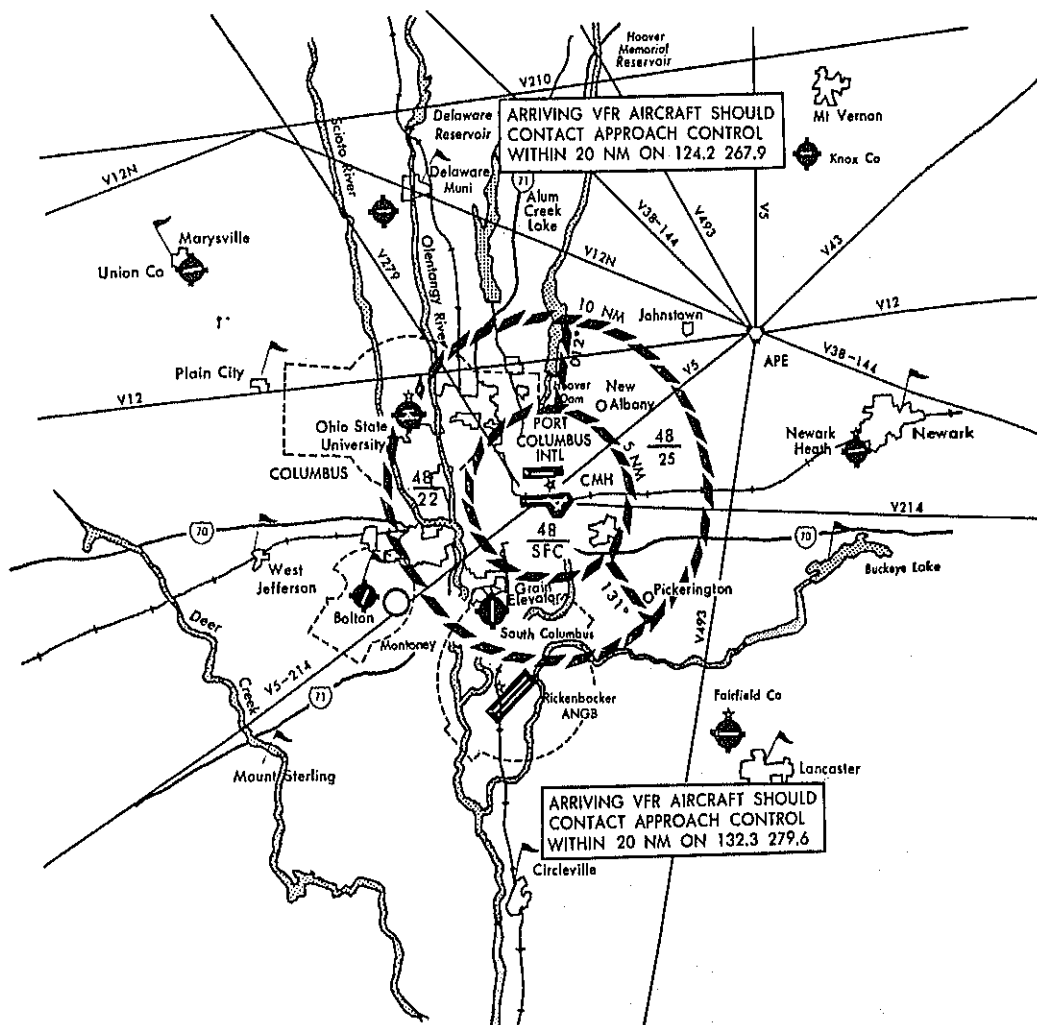 Hoover
Memorial
Reservoir
V210
Delaware
Reservoir
ARRIVING VFR AIRCRAFT SHOULD
CONTACT APPROACH CONTROL
WITHIN 20 NM ON 124.2 267.9
Mt Vernon
Knox Co
Scioto River
V12N
Delaware
Muni
71
Alum
Creek
Lake
V38-144
V493
V5
V43
Marysville
Union Co
V279
Olentangy River
V12N
10 NM
Johnstown
V12
012°
APE
V38-144
Plain City
V5
V12
Hoover
Dam
New
Albany
Ohio State
University
PORT
COLUMBUS
INTL
5 NM
48
25
Newark
Heath
Newark
COLUMBUS
48
22
CMH
V214
70
48
SFC
70
West
Jefferson
Buckeye Lake
Bolton
Grain
Elevator
131°
Pickerington
South Columbus
V493
Deer
Creek
Montoney
V5-214
71
Rickenbacker
ANGB
Fairfield Co
Mount Sterling
Lancaster
ARRIVING VFR AIRCRAFT SHOULD
CONTACT APPROACH CONTROL
WITHIN 20 NM ON 132.3 279.6
Circleville